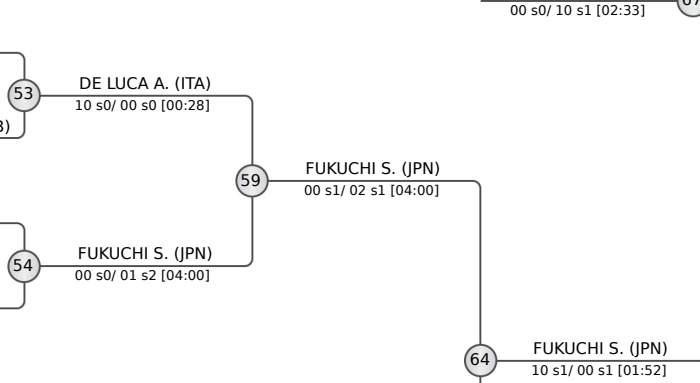 00 s0/ 10 s1 [02:33]
DE LUCA A. (ITA)
53
10 s0/ 00 s0 [00:28]
FUKUCHI S. (JPN)
59
00 s1/ 02 s1 [04:00]
FUKUCHI S. (JPN)
54
00 s0/ 01 s2 [04:00]
FUKUCHI S. (JPN)
64
10 s1/ 00 s1 [01:52]